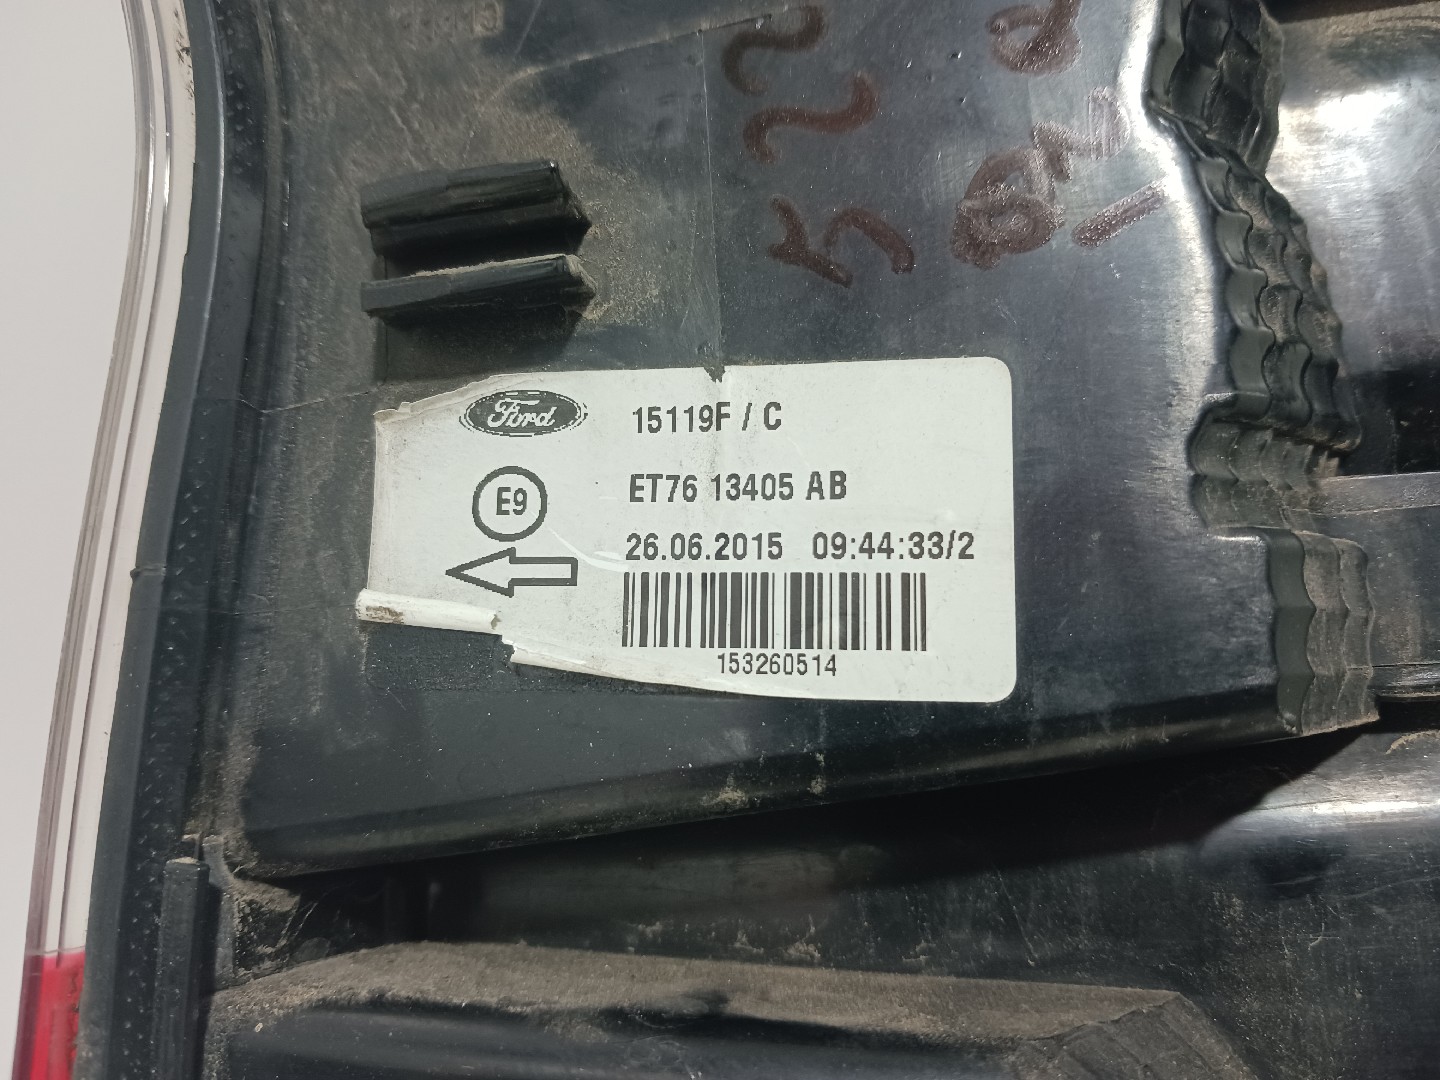 Ford
15119F / C
E9
ET76 13405 AB
26.06.2015 09:44:33/2
153260514